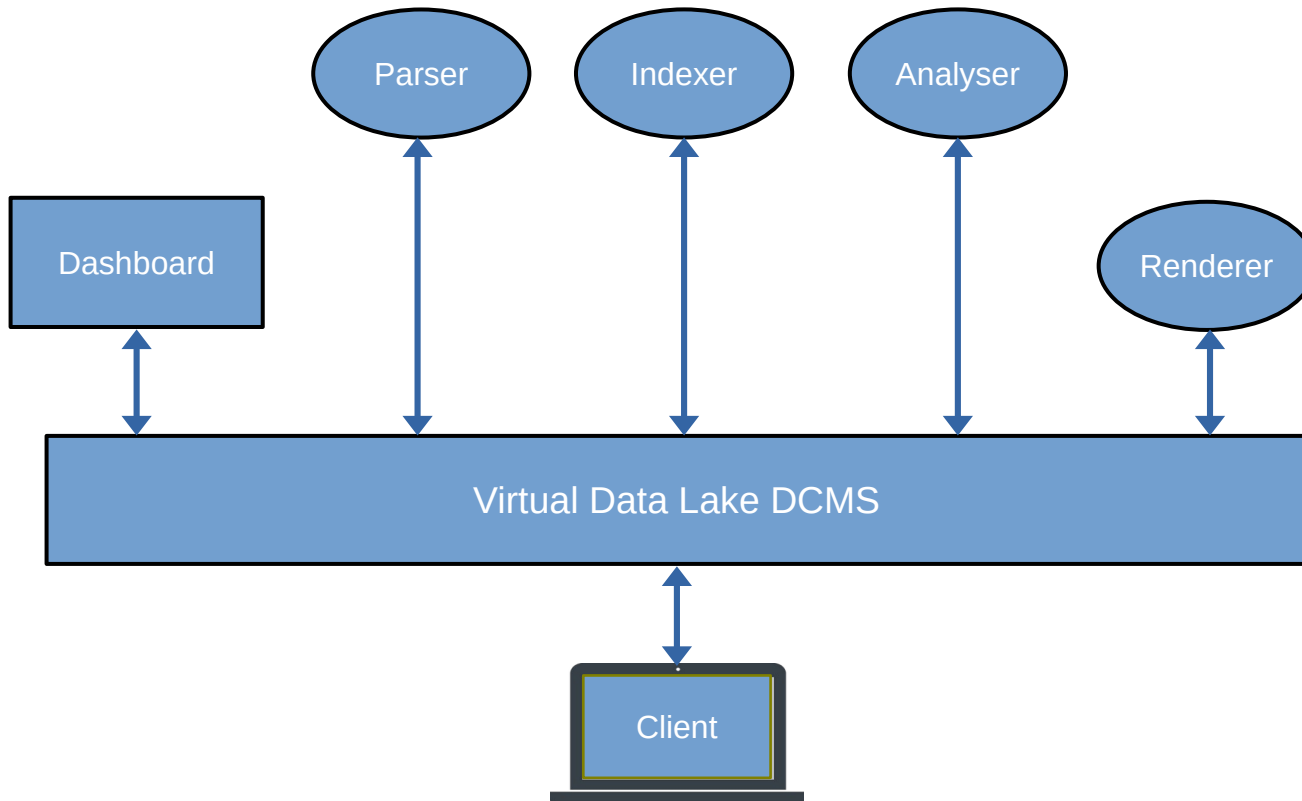 Parser
Indexer
Analyser
Dashboard
Renderer
Virtual Data Lake DCMS
Client